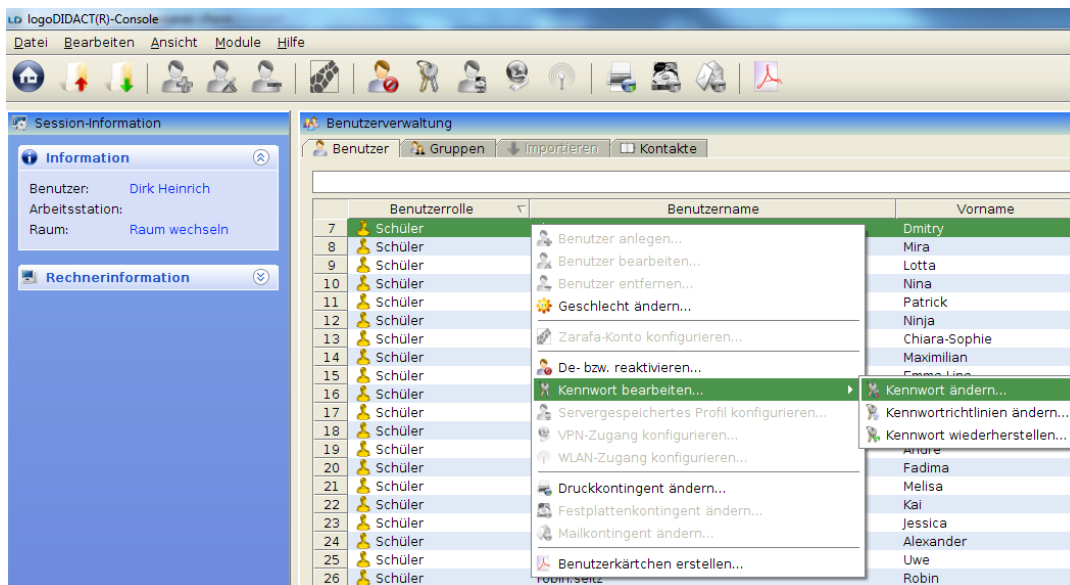 LD logoDIDACT(R)-Console
Datei Bearbeiten Ansicht Module Hilfe
Session-Information
Information
Benutzer: Dirk Heinrich
Arbeitsstation:
Raum: Raum wechseln
Rechnerinformation
Benutzerverwaltung
Benutzer Gruppen Importieren Kontakte
Benutzerrolle Benutzername Vorname
7 Schüler Dmitry
8 Schüler Mira
9 Schüler Lotta
10 Schüler Nina
11 Schüler Patrick
12 Schüler Ninja
13 Schüler Chiara-Sophie
14 Schüler Maximilian
15 Schüler
16 Schüler
17 Schüler
18 Schüler
19 Schüler André
20 Schüler Fadima
21 Schüler Melisa
22 Schüler Kai
23 Schüler Jessica
24 Schüler Alexander
25 Schüler Uwe
26 Schüler robin.seitz Robin
Benutzer anlegen...
Benutzer bearbeiten...
Benutzer entfernen...
Geschlecht ändern...
Zarafa-Konto konfigurieren...
De- bzw. reaktivieren...
Kennwort bearbeiten...
Servergespeichertes Profil konfigurieren...
VPN-Zugang konfigurieren...
WLAN-Zugang konfigurieren...
Druckkontingent ändern...
Festplattenkontingent ändern...
Mailkontingent ändern...
Benutzerkärtchen erstellen...
Kennwort ändern...
Kennwortrichtlinien ändern...
Kennwort wiederherstellen...